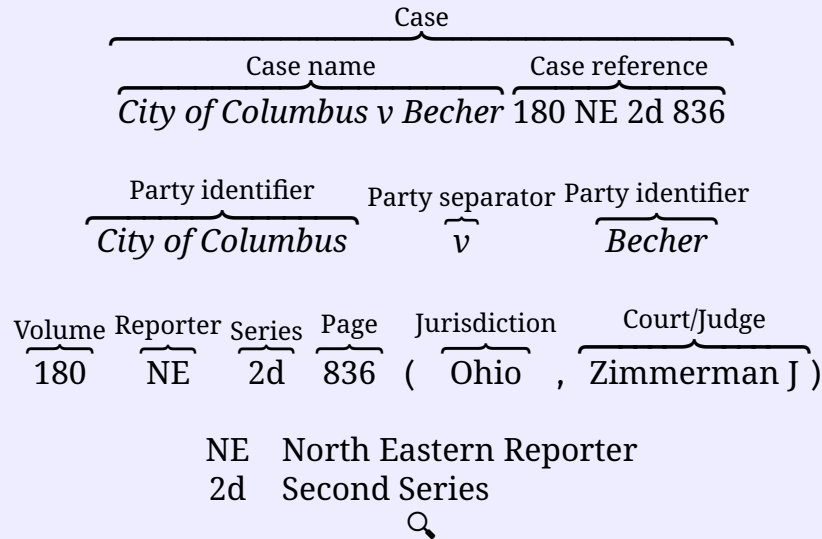 Case
Case name Case reference
City of Columbus v Becher 180 NE 2d 836
Party identifier Party separator Party identifier
City of Columbus v Becher
Volume Reporter Series Page Jurisdiction Court/Judge
180 NE 2d 836 ( Ohio , Zimmerman J )
NE North Eastern Reporter
2d Second Series